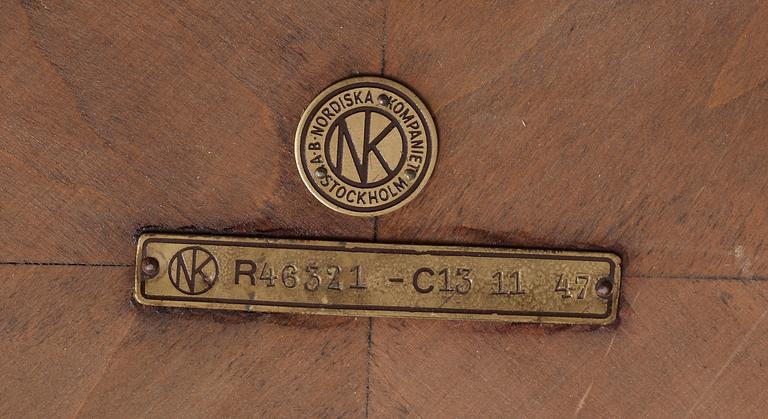 A·B·NORDISKA KOMPANIET
NK
STOCKHOLM
NK R46321 -C13 11 47